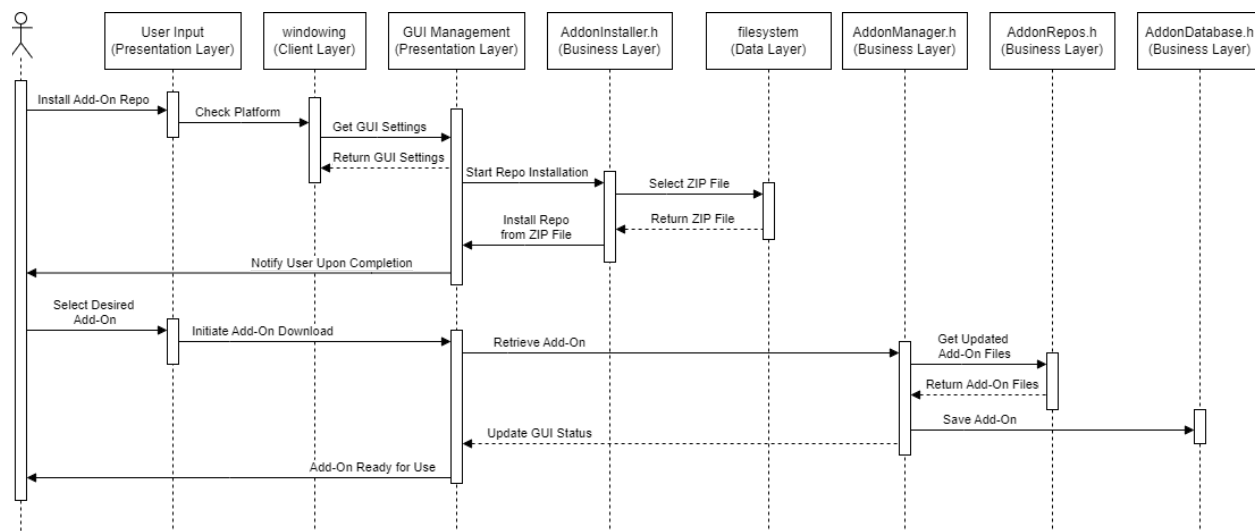 User Input
(Presentation Layer)
windowing
(Client Layer)
GUI Management
(Presentation Layer)
AddonInstaller.h
(Business Layer)
filesystem
(Data Layer)
AddonManager.h
(Business Layer)
AddonRepos.h
(Business Layer)
AddonDatabase.h
(Business Layer)
Install Add-On Repo
Check Platform
Get GUI Settings
Return GUI Settings
Start Repo Installation
Select ZIP File
Return ZIP File
Install Repo
from ZIP File
Notify User Upon Completion
Select Desired
Add-On
Initiate Add-On Download
Retrieve Add-On
Get Updated
Add-On Files
Return Add-On Files
Save Add-On
Update GUI Status
Add-On Ready for Use